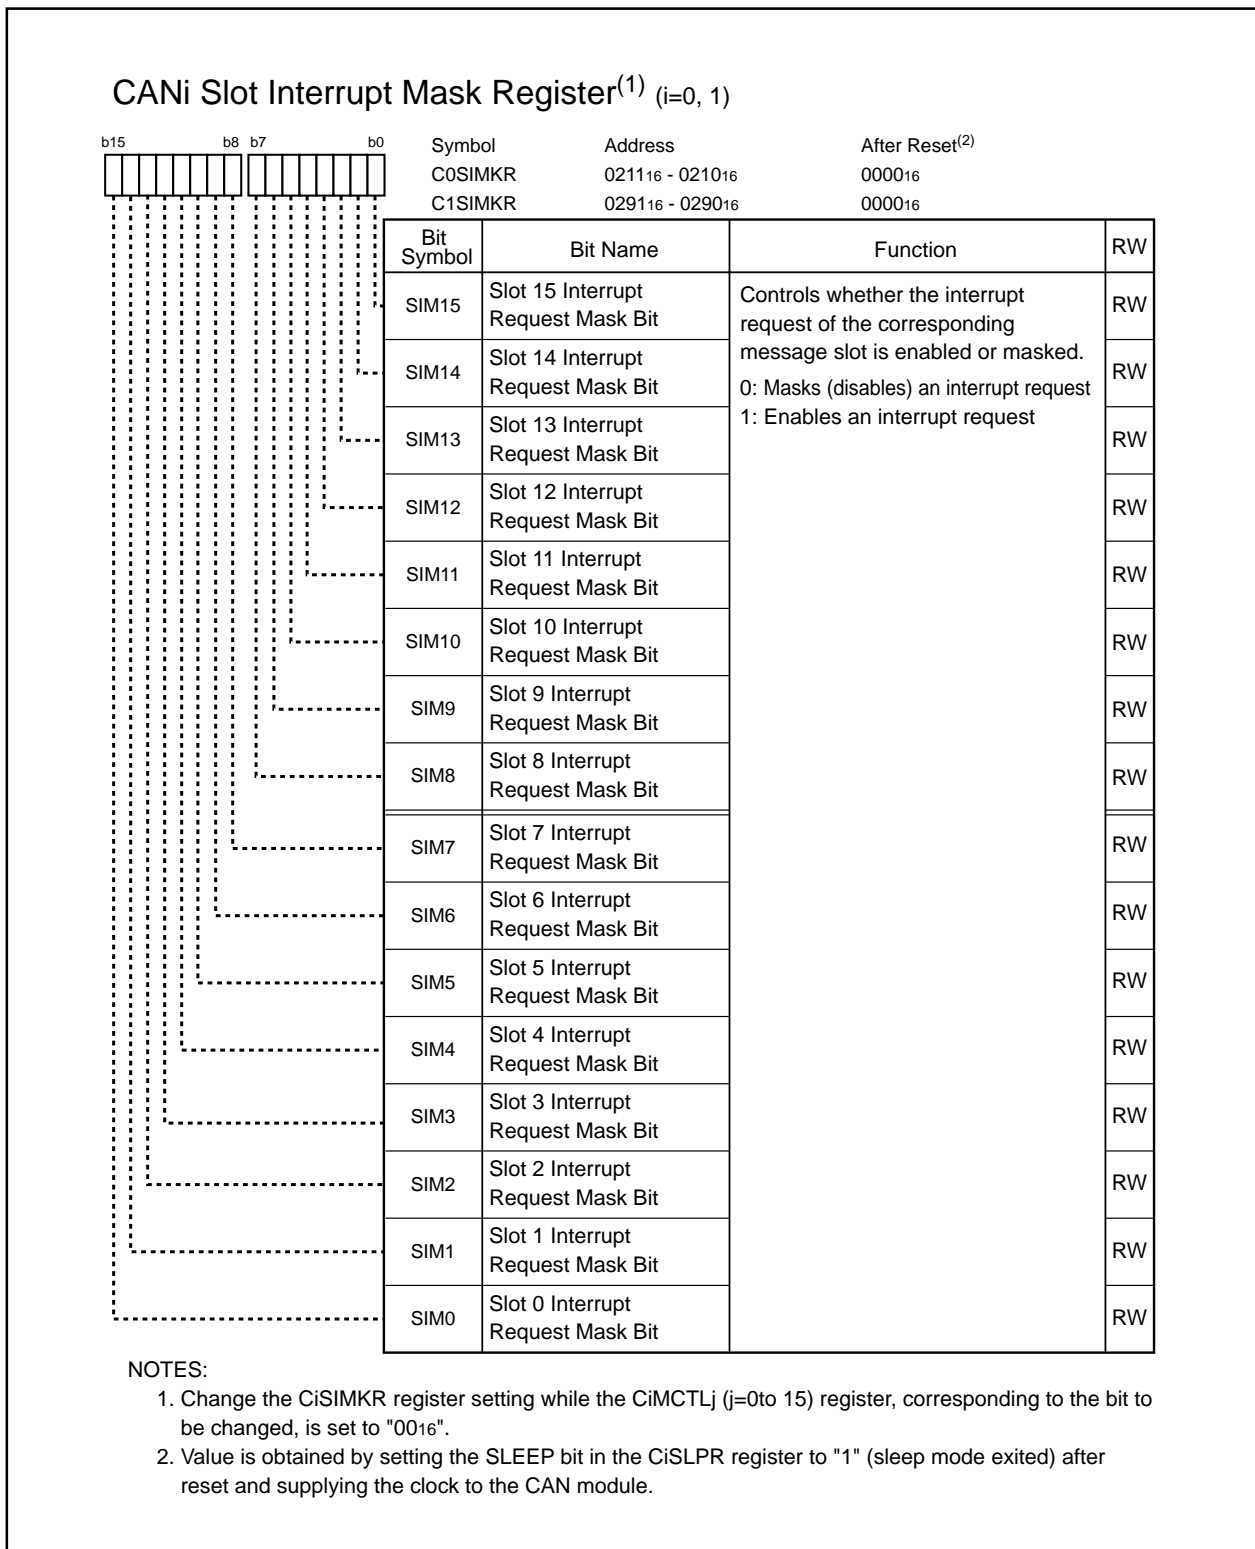 CANi Slot Interrupt Mask Register(1) (i=0, 1)
b15 b8 b7 b0
Symbol Address After Reset(2)
C0SIMKR 021116 - 021016 000016
C1SIMKR 029116 - 029016 000016
Bit Symbol Bit Name Function RW
SIM15 Slot 15 Interrupt Request Mask Bit RW
Controls whether the interrupt
request of the corresponding
message slot is enabled or masked.
0: Masks (disables) an interrupt request
1: Enables an interrupt request
SIM14 Slot 14 Interrupt Request Mask Bit RW
SIM13 Slot 13 Interrupt Request Mask Bit RW
SIM12 Slot 12 Interrupt Request Mask Bit RW
SIM11 Slot 11 Interrupt Request Mask Bit RW
SIM10 Slot 10 Interrupt Request Mask Bit RW
SIM9 Slot 9 Interrupt Request Mask Bit RW
SIM8 Slot 8 Interrupt Request Mask Bit RW
SIM7 Slot 7 Interrupt Request Mask Bit RW
SIM6 Slot 6 Interrupt Request Mask Bit RW
SIM5 Slot 5 Interrupt Request Mask Bit RW
SIM4 Slot 4 Interrupt Request Mask Bit RW
SIM3 Slot 3 Interrupt Request Mask Bit RW
SIM2 Slot 2 Interrupt Request Mask Bit RW
SIM1 Slot 1 Interrupt Request Mask Bit RW
SIM0 Slot 0 Interrupt Request Mask Bit RW
NOTES:
1. Change the CiSIMKR register setting while the CiMCTLj (j=0to 15) register, corresponding to the bit to
be changed, is set to "0016".
2. Value is obtained by setting the SLEEP bit in the CiSLPR register to "1" (sleep mode exited) after
reset and supplying the clock to the CAN module.